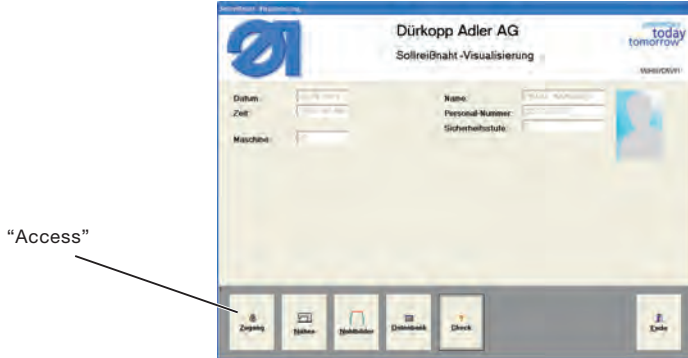 Dürkopp Adler AG
Sollreißnaht-Visualisierung
today
tomorrow
Datum:
Zeit:
Maschine:
Name:
Personal-Nummer:
Sicherheitsstufe:
“Access”
Zugang
Nähen
Nahtbilder
Datenbank
Check
Ende